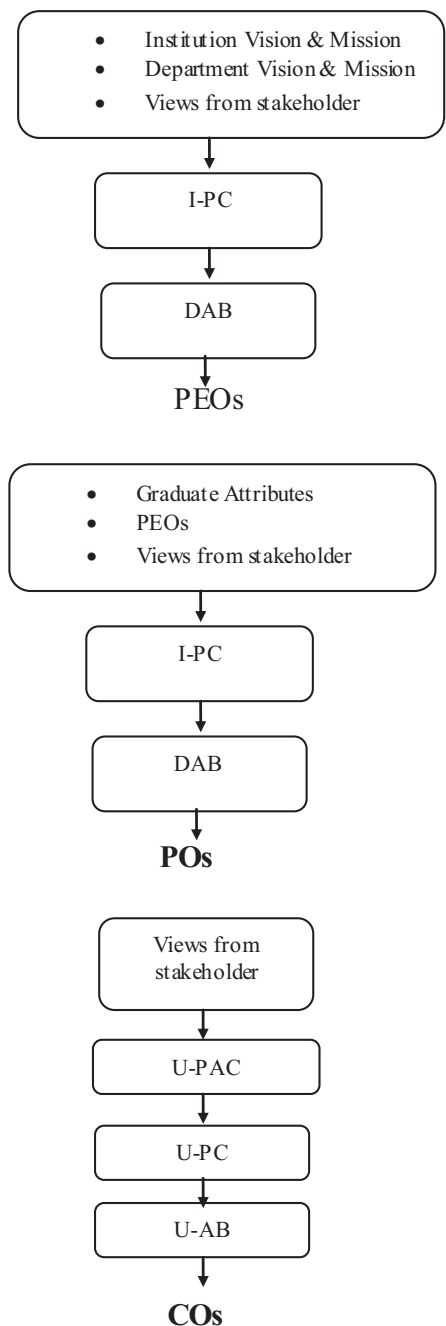 • Institution Vision & Mission
• Department Vision & Mission
• Views from stakeholder
I-PC
DAB
PEOs
• Graduate Attributes
• PEOs
• Views from stakeholder
I-PC
DAB
POs
Views from
stakeholder
U-PAC
U-PC
U-AB
COs